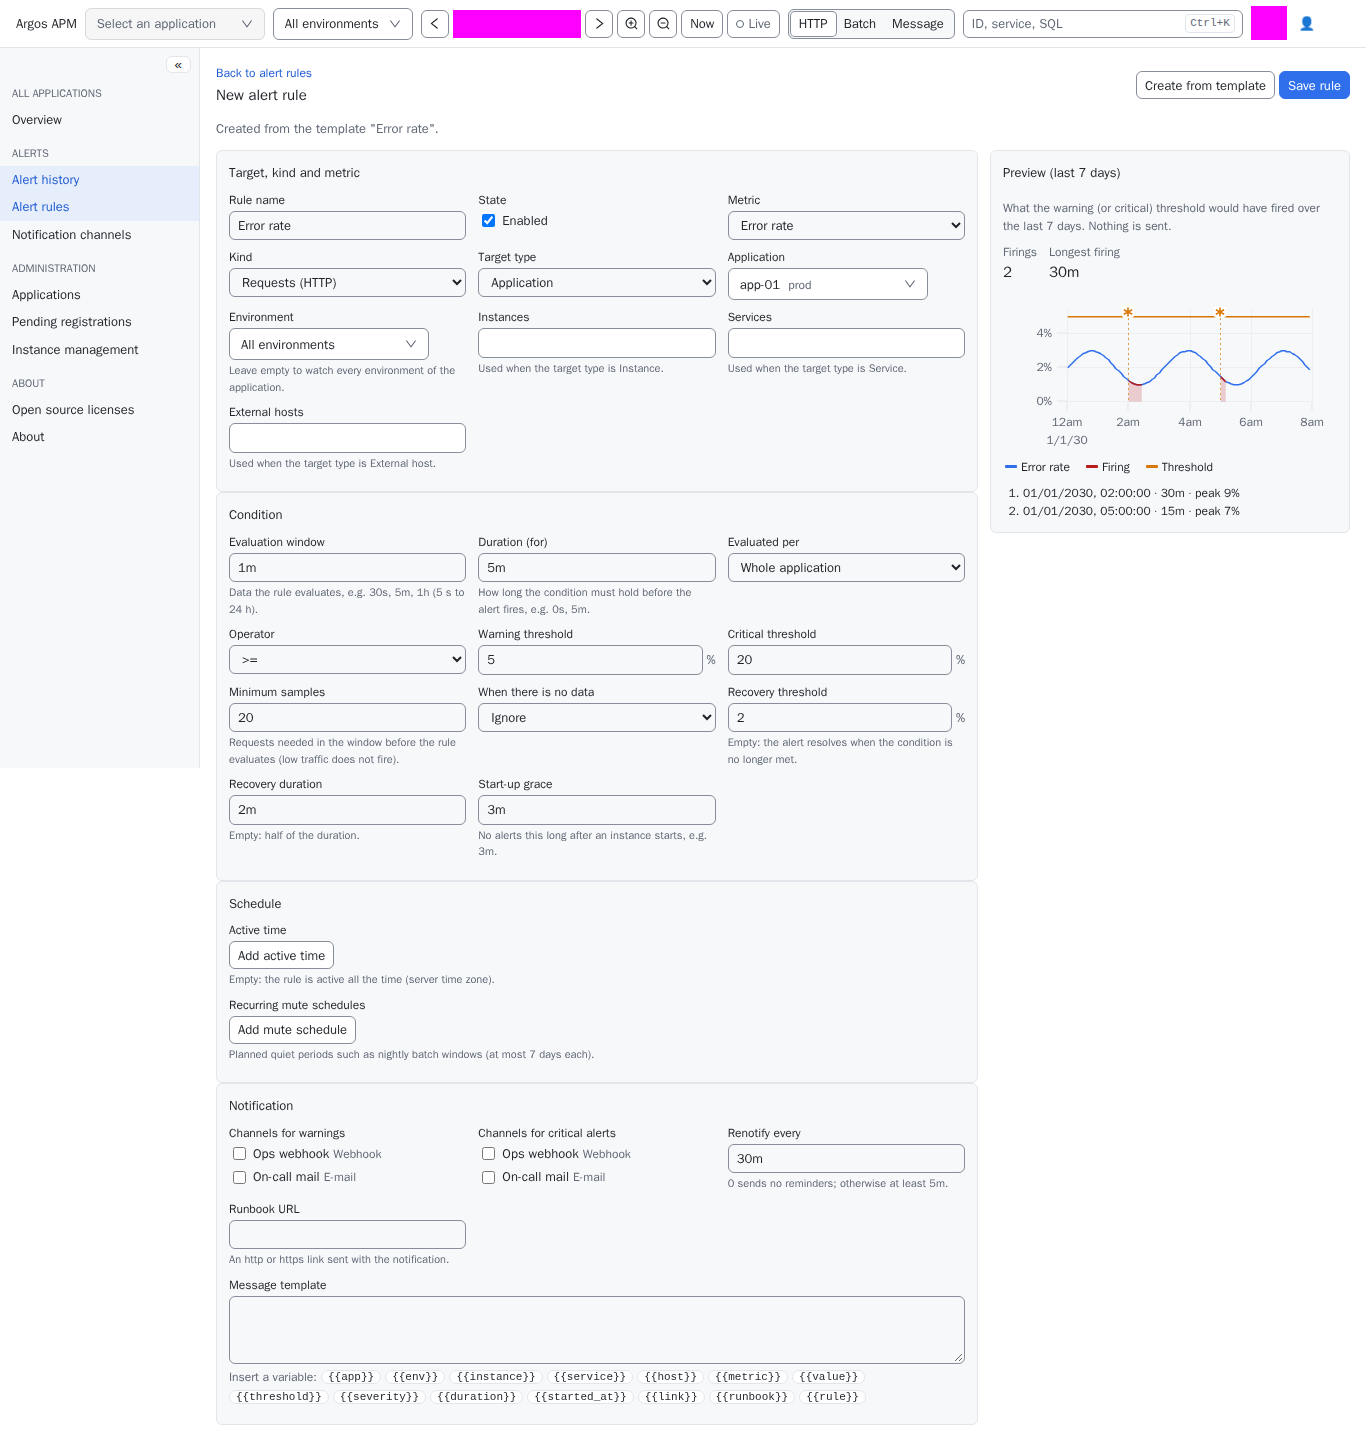 Argos APM
Select an application
All environments
Now
Live
HTTP
Batch
Message
ID, service, SQL
Ctrl+K
«
ALL APPLICATIONS
Overview
ALERTS
Alert history
Alert rules
Notification channels
ADMINISTRATION
Applications
Pending registrations
Instance management
ABOUT
Open source licenses
About
Back to alert rules
New alert rule
Create from template
Save rule
Created from the template "Error rate".
Target, kind and metric
Rule name
State
Metric
Error rate
Enabled
Error rate
Kind
Target type
Application
Requests (HTTP)
Application
app-01 prod
Environment
Instances
Services
All environments
Leave empty to watch every environment of the
application.
Used when the target type is Instance.
Used when the target type is Service.
External hosts
Used when the target type is External host.
Condition
Evaluation window
Duration (for)
Evaluated per
1m
5m
Whole application
Data the rule evaluates, e.g. 30s, 5m, 1h (5 s to
24 h).
How long the condition must hold before the
alert fires, e.g. 0s, 5m.
Operator
Warning threshold
Critical threshold
>=
5
%
20
%
Minimum samples
When there is no data
Recovery threshold
20
Ignore
2
%
Requests needed in the window before the rule
evaluates (low traffic does not fire).
Empty: the alert resolves when the condition is
no longer met.
Recovery duration
Start-up grace
2m
3m
Empty: half of the duration.
No alerts this long after an instance starts, e.g.
3m.
Schedule
Active time
Add active time
Empty: the rule is active all the time (server time zone).
Recurring mute schedules
Add mute schedule
Planned quiet periods such as nightly batch windows (at most 7 days each).
Notification
Channels for warnings
Channels for critical alerts
Renotify every
Ops webhook Webhook
On-call mail E-mail
Ops webhook Webhook
On-call mail E-mail
30m
0 sends no reminders; otherwise at least 5m.
Runbook URL
An http or https link sent with the notification.
Message template
Insert a variable: {{app}} {{env}} {{instance}} {{service}} {{host}} {{metric}} {{value}}
{{threshold}} {{severity}} {{duration}} {{started_at}} {{link}} {{runbook}} {{rule}}
Preview (last 7 days)
What the warning (or critical) threshold would have fired over
the last 7 days. Nothing is sent.
Firings
Longest firing
2
30m
4%
2%
0%
12am
2am
4am
6am
8am
1/1/30
Error rate
Firing
Threshold
1. 01/01/2030, 02:00:00 · 30m · peak 9%
2. 01/01/2030, 05:00:00 · 15m · peak 7%